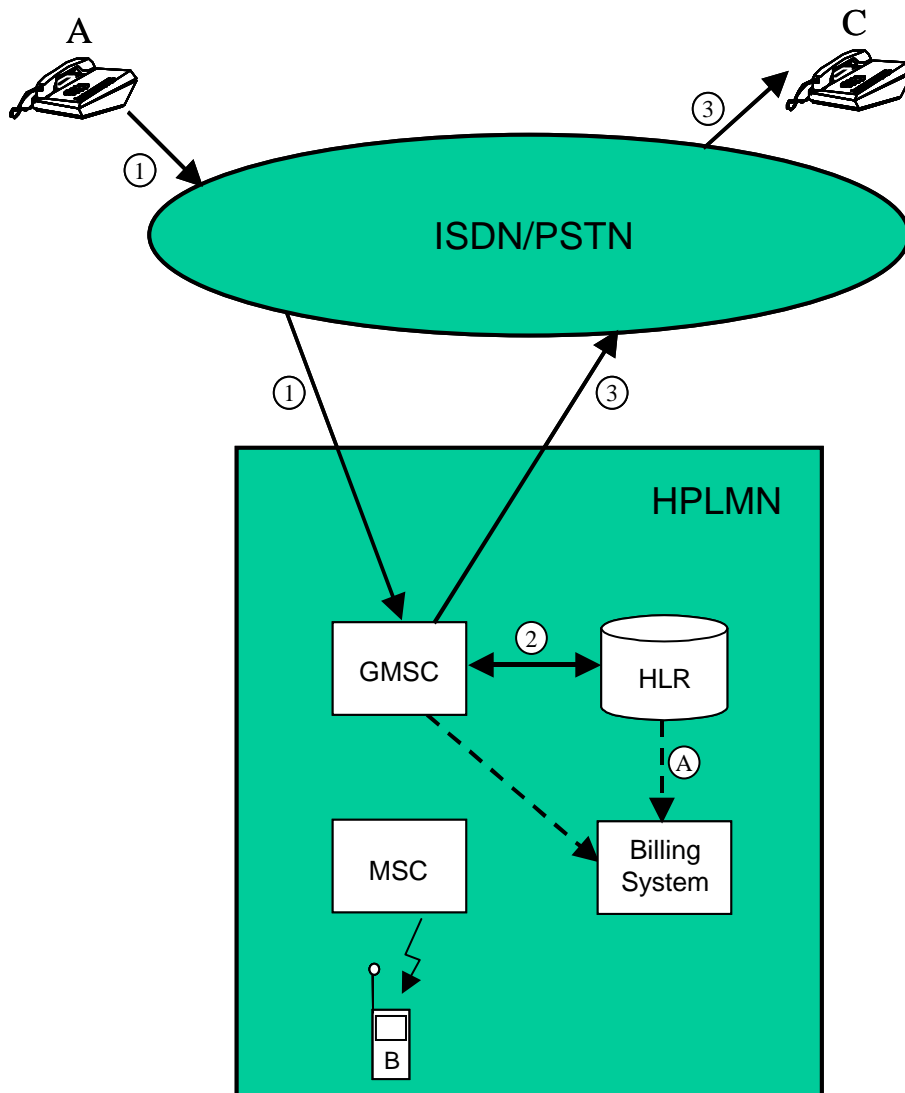 A
C
3
1
ISDN/PSTN
1
3
HPLMN
2
GMSC
HLR
A
MSC
Billing
System
B